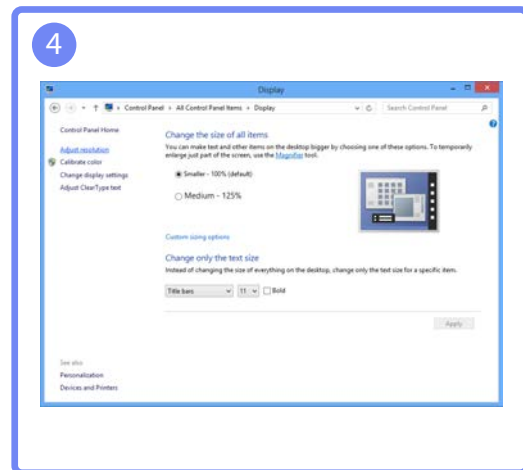 4
Display
Control Panel › All Control Panel Items › Display
Search Control Panel
Control Panel Home
Adjust resolution
Calibrate color
Change display settings
Adjust ClearType text
Change the size of all items
You can make text and other items on the desktop bigger by choosing one of these options. To temporarily
enlarge just part of the screen, use the Magnifier tool.
Smaller - 100% (default)
Medium - 125%
Custom sizing options
Change only the text size
Instead of changing the size of everything on the desktop, change only the text size for a specific item.
Title bars 11 Bold
Apply
See also
Personalization
Devices and Printers